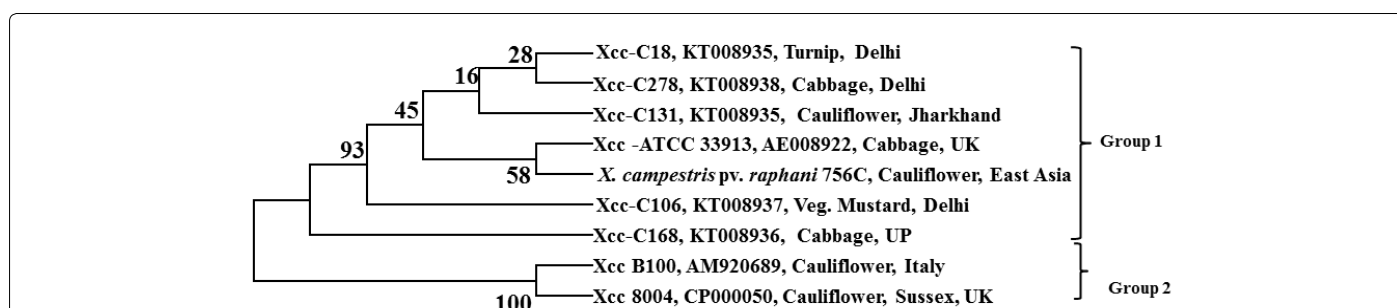 28 Xcc-C18, KT008935, Turnip, Delhi
16
Xcc-C278, KT008938, Cabbage, Delhi
45 Xcc-C131, KT008935, Cauliflower, Jharkhand
93 Xcc -ATCC 33913, AE008922, Cabbage, UK
Group 1
58 X. campestris pv. raphani 756C, Cauliflower, East Asia
Xcc-C106, KT008937, Veg. Mustard, Delhi
Xcc-C168, KT008936, Cabbage, UP
Xcc B100, AM920689, Cauliflower, Italy
Group 2
100 Xcc 8004, CP000050, Cauliflower, Sussex, UK